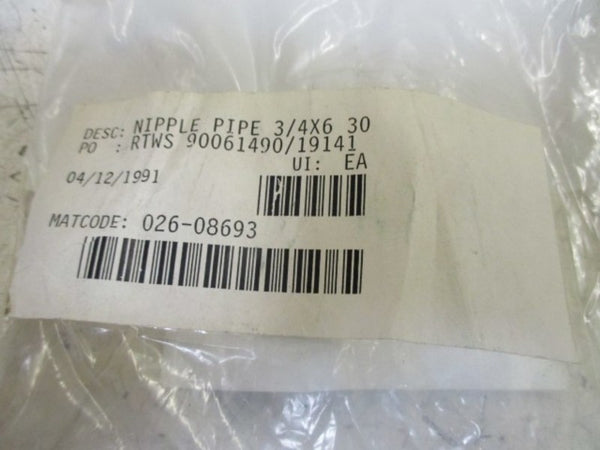 DESC: NIPPLE PIPE 3/4X6 30
PO : RTWS 90061490/19141
UI: EA
04/12/1991
MATCODE: 026-08693